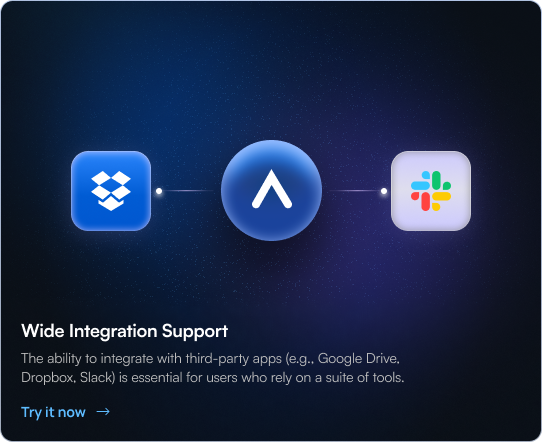 Wide Integration Support
The ability to integrate with third-party apps (e.g., Google Drive,
Dropbox, Slack) is essential for users who rely on a suite of tools.
Try it now →